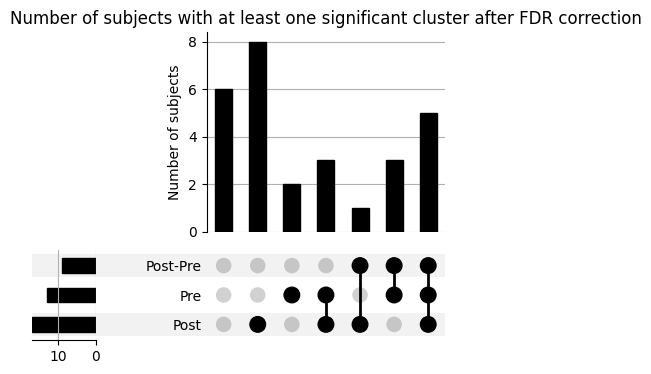 Number of subjects with at least one significant cluster after FDR correction
8
6
4
2
0
Number of subjects
Post-Pre
Pre
Post
10 0